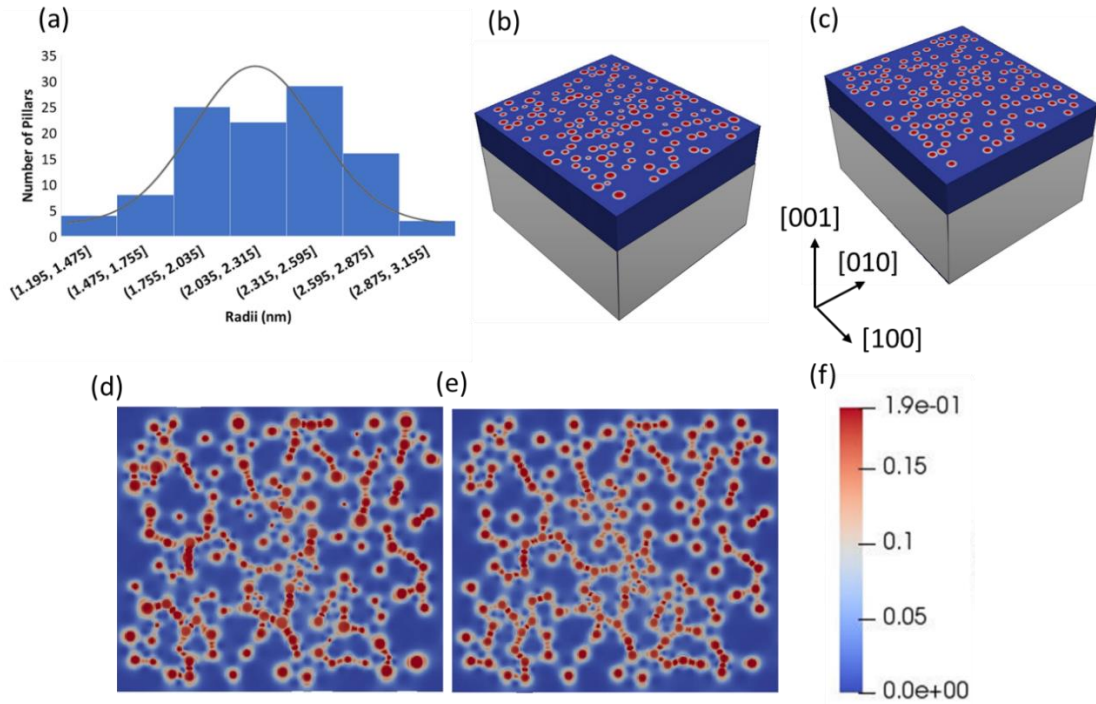 (a)
35
30
25
20
15
10
5
0
Number of Pillars
[1.195, 1.475]
(1.475, 1.755]
(1.755, 2.035]
(2.035, 2.315]
(2.315, 2.595]
(2.595, 2.875]
(2.875, 3.155]
Radii (nm)
(b)
(c)
[001]
[010]
[100]
(d)
(e)
(f)
1.9e-01
0.15
0.1
0.05
0.0e+00